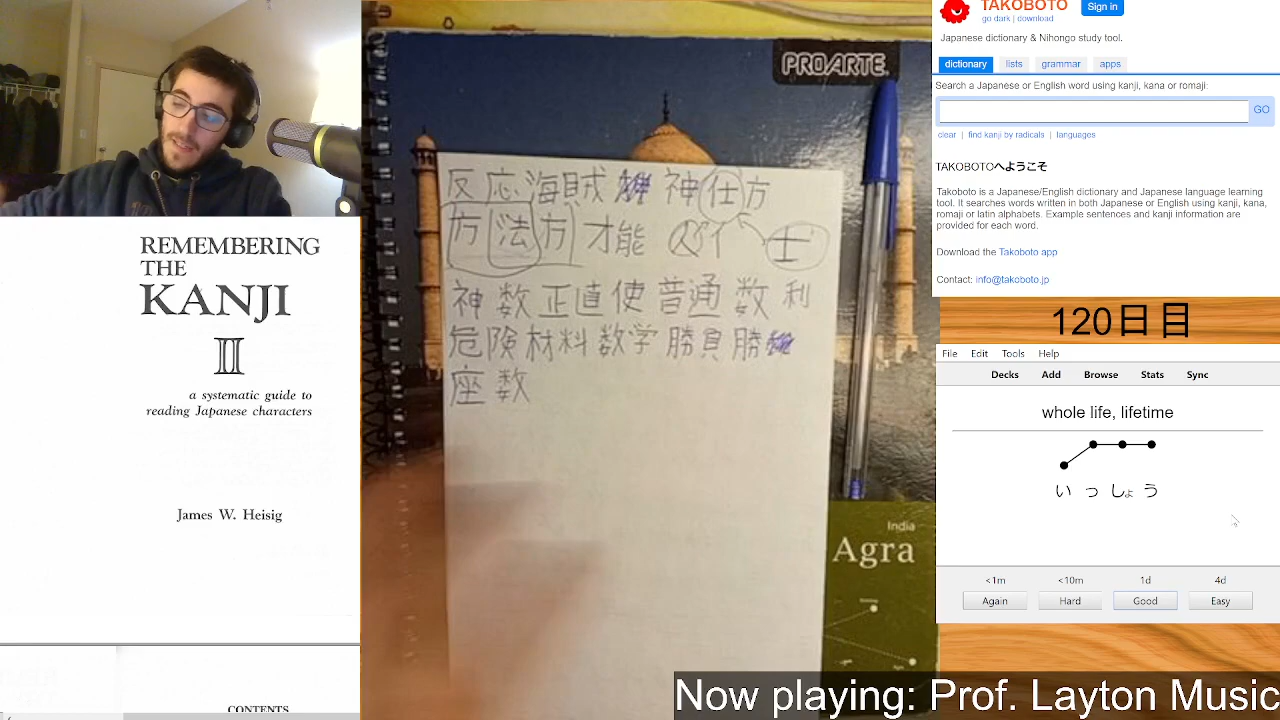 REMEMBERING
THE
KANJI
II
a systematic guide to
reading Japanese characters
James W. Heisig
CONTENTS
PROARTE
反応海賊 神仕方
方法方才能 士
神数正直使普通数利
危険材料数学勝負勝
座数
India
Agra
TAKOBOTO
go dark | download
Sign in
Japanese dictionary & Nihongo study tool.
dictionary lists grammar apps
Search a Japanese or English word using kanji, kana or romaji:
GO
clear | find kanji by radicals | languages
TAKOBOTOへようこそ
Takoboto is a Japanese/English dictionary and Japanese language learning
tool. It searches words written in both Japanese or English using kanji, kana,
romaji or latin alphabets. Example sentences and kanji information are
provided for each word.
Download the Takoboto app
Contact: info@takoboto.jp
120日目
File Edit Tools Help
Decks Add Browse Stats Sync
whole life, lifetime
いっしょう
<1m <10m 1d 4d
Again Hard Good Easy
Now playing: Prof. Layton Music